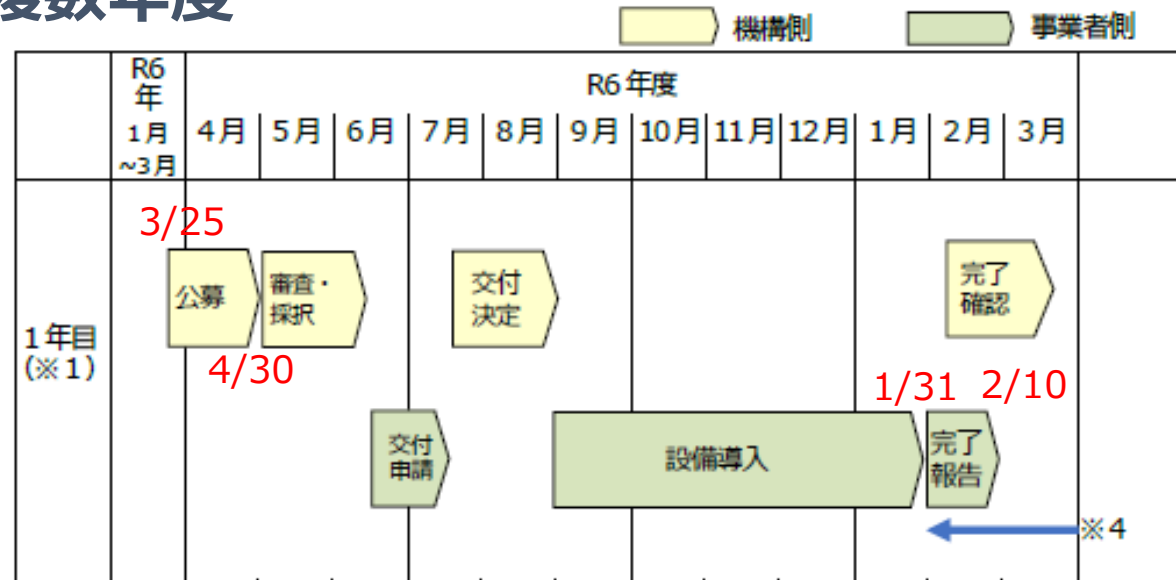 複数年度
機構側
事業者側
R6
年
1月
~3月
R6年度
4月 5月 6月 7月 8月 9月 10月 11月 12月 1月 2月 3月
1年目
(※1)
3/25
公募
4/30
審査・
採択
交付
決定
完了
確認
交付
申請
設備導入
1/31
2/10
完了
報告
※4